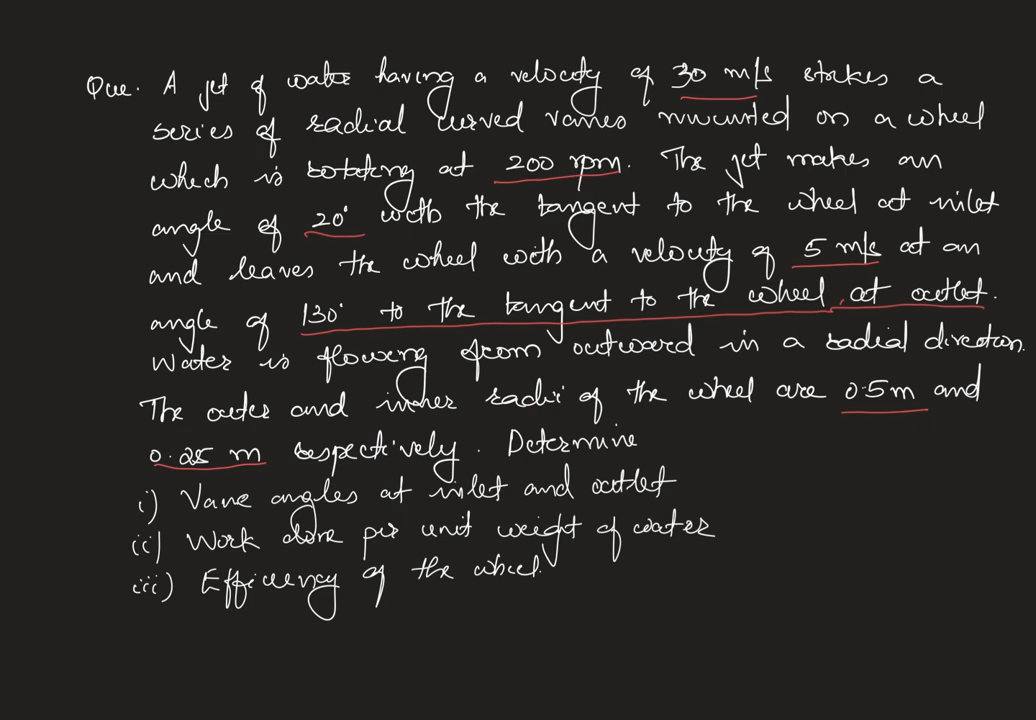 Que. A jet of water having a velocity of 30 m/s strikes a
series of radial curved vanes mounted on a wheel
which is rotating at 200 rpm. The jet makes an
angle of 20° with the tangent to the wheel at inlet
and leaves the wheel with a velocity of 5 m/s at an
angle of 130° to the tangent to the wheel at outlet.
Water is flowing from outward in a radial direction.
The outer and inner radii of the wheel are 0.5 m and
0.25 m respectively. Determine
i) Vane angles at inlet and outlet
ii) Work done per unit weight of water
iii) Efficiency of the wheel.